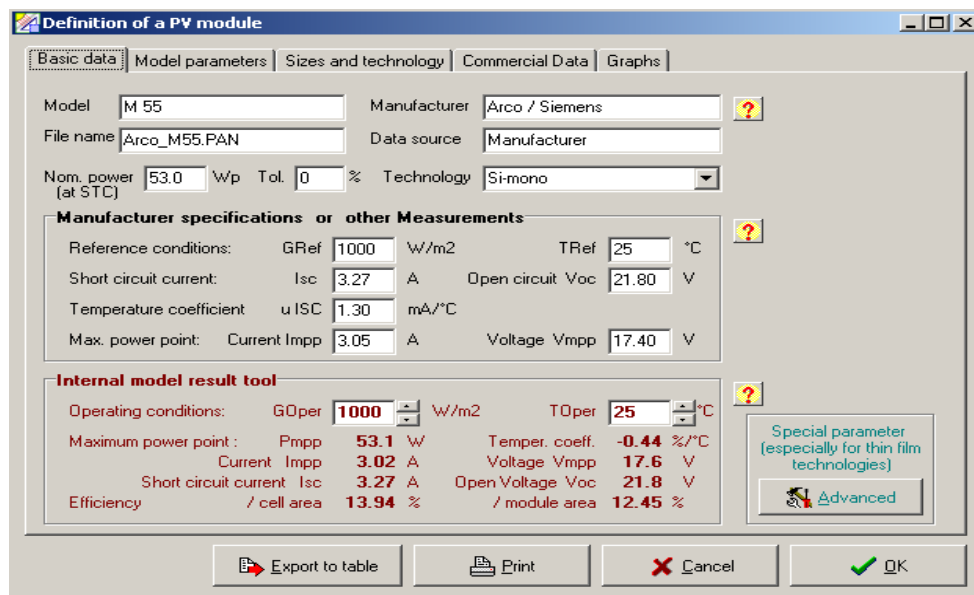 Definition of a PV module
Basic data Model parameters Sizes and technology Commercial Data Graphs
Model M 55 Manufacturer Arco / Siemens ?
File name Arco_M55.PAN Data source Manufacturer
Nom. power 53.0 Wp Tol. 0 % Technology Si-mono
(at STC)
Manufacturer specifications or other Measurements
?
Reference conditions: GRef 1000 W/m2 TRef 25 °C
Short circuit current: Isc 3.27 A Open circuit Voc 21.80 V
Temperature coefficient u ISC 1.30 mA/°C
Max. power point: Current Impp 3.05 A Voltage Vmpp 17.40 V
Internal model result tool
?
Operating conditions: GOper 1000 W/m2 TOper 25 °C
Maximum power point : Pmpp 53.1 W Temper. coeff. -0.44 %/°C
Current Impp 3.02 A Voltage Vmpp 17.6 V
Short circuit current Isc 3.27 A Open Voltage Voc 21.8 V
Efficiency / cell area 13.94 % / module area 12.45 %
Special parameter
(especially for thin film
technologies)
Advanced
Export to table Print Cancel OK